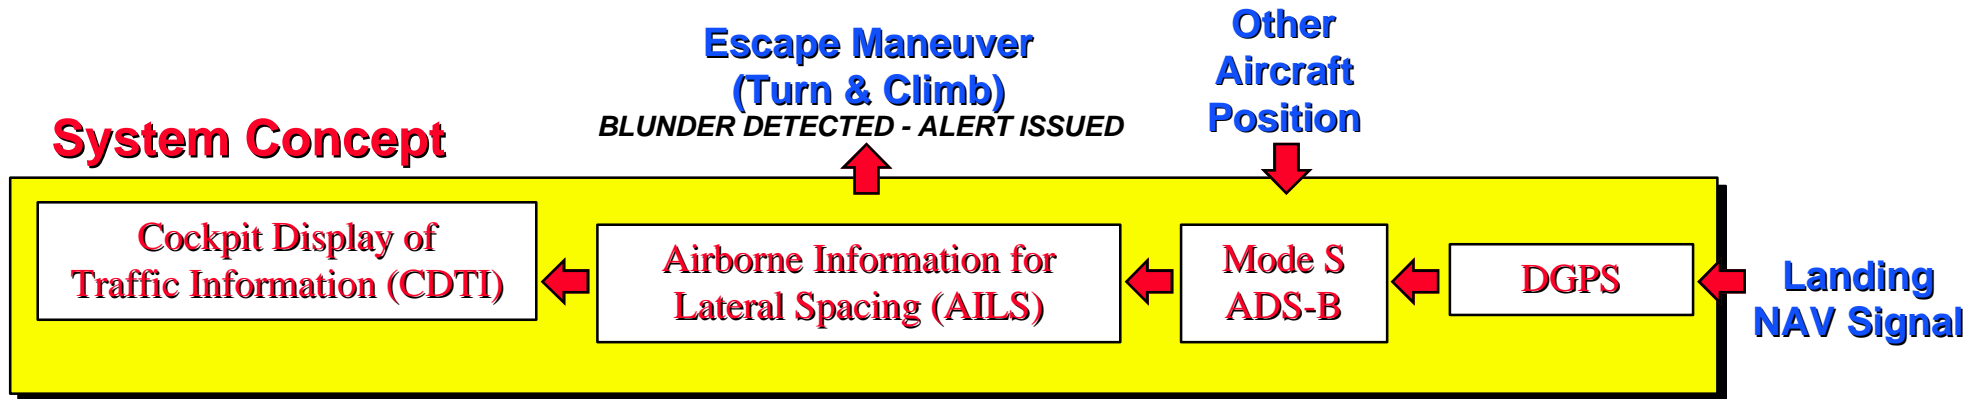 System Concept
Escape Maneuver
(Turn & Climb)
BLUNDER DETECTED - ALERT ISSUED
Other
Aircraft
Position
Cockpit Display of
Traffic Information (CDTI)
Airborne Information for
Lateral Spacing (AILS)
Mode S
ADS-B
DGPS
Landing
NAV Signal